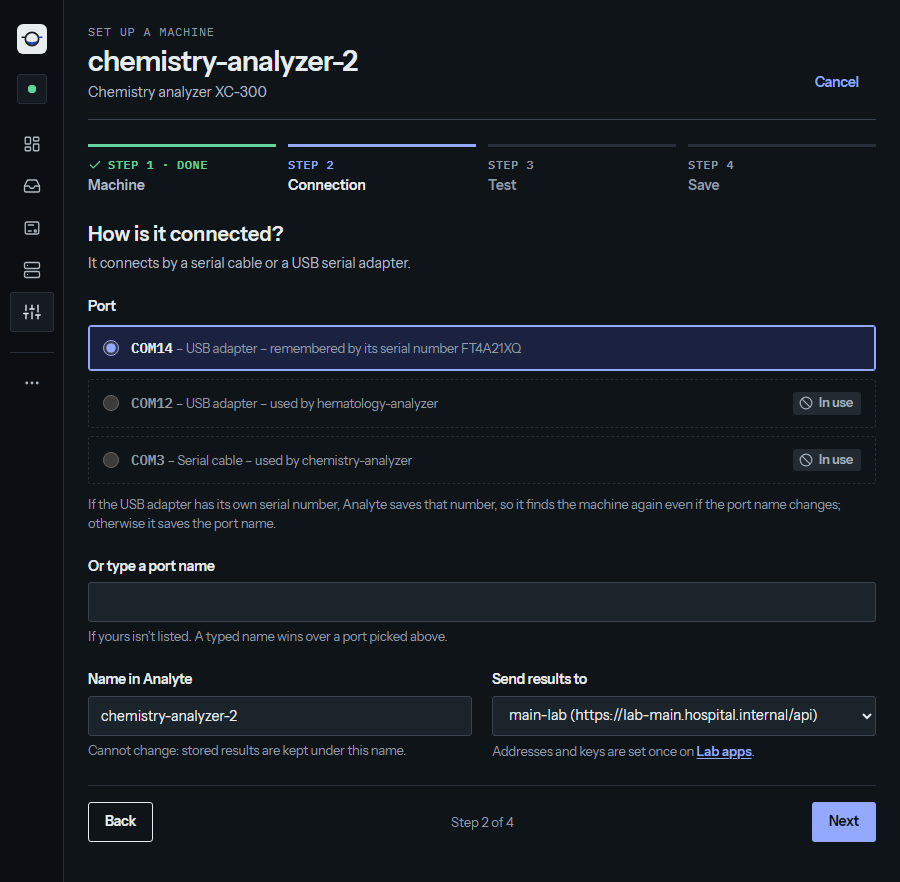 SET UP A MACHINE
chemistry-analyzer-2
Chemistry analyzer XC-300
Cancel
STEP 1 · DONE
Machine
STEP 2
Connection
STEP 3
Test
STEP 4
Save
How is it connected?
It connects by a serial cable or a USB serial adapter.
Port
COM14 – USB adapter – remembered by its serial number FT4A21XQ
COM12 – USB adapter – used by hematology-analyzer
In use
COM3 – Serial cable – used by chemistry-analyzer
In use
If the USB adapter has its own serial number, Analyte saves that number, so it finds the machine again even if the port name changes;
otherwise it saves the port name.
Or type a port name
If yours isn't listed. A typed name wins over a port picked above.
Name in Analyte
chemistry-analyzer-2
Cannot change: stored results are kept under this name.
Send results to
main-lab (https://lab-main.hospital.internal/api)
Addresses and keys are set once on Lab apps.
Back
Step 2 of 4
Next